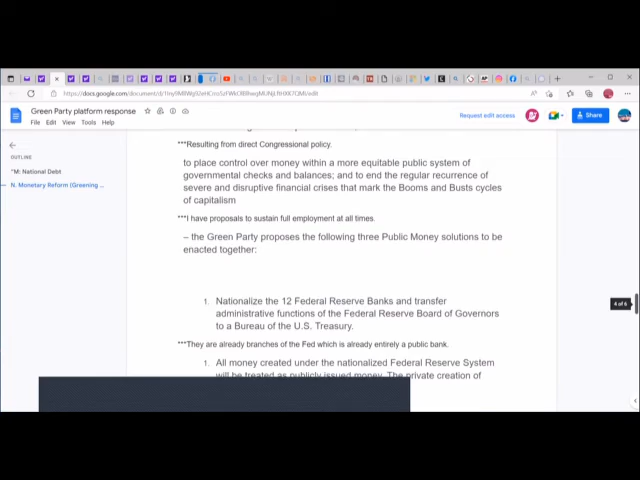 Green Party platform response
File Edit View Tools Help
Request edit access
Share
OUTLINE
"M: National Debt
N. Monetary Reform (Greening ...
***Resulting from direct Congressional policy.
to place control over money within a more equitable public system of
governmental checks and balances; and to end the regular recurrence of
severe and disruptive financial crises that mark the Booms and Busts cycles
of capitalism
***I have proposals to sustain full employment at all times.
– the Green Party proposes the following three Public Money solutions to be
enacted together:
4 of 6
1. Nationalize the 12 Federal Reserve Banks and transfer
administrative functions of the Federal Reserve Board of Governors
to a Bureau of the U.S. Treasury.
***They are already branches of the Fed which is already entirely a public bank.
1. All money created under the nationalized Federal Reserve System
will be treated as publicly issued money. The private creation of